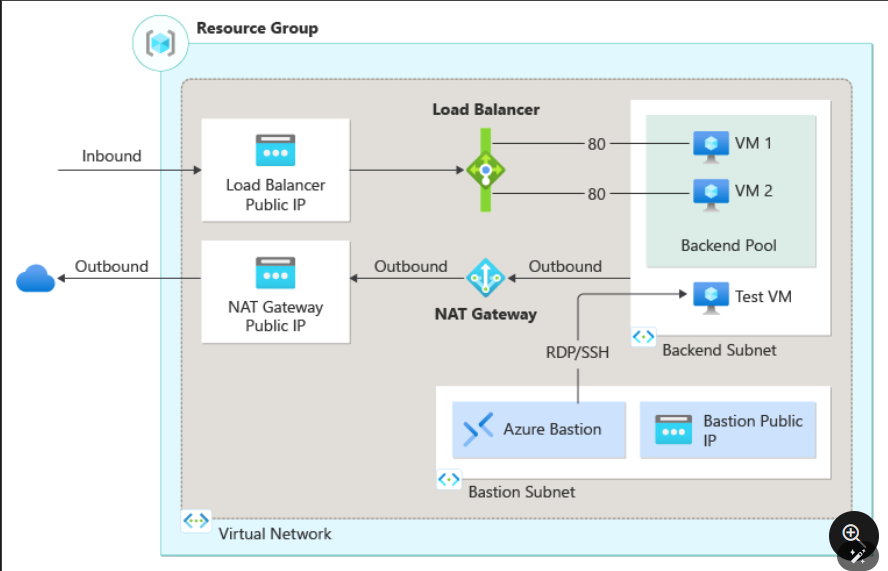 Resource Group
Load Balancer
Inbound
Load Balancer
Public IP
80
VM 1
80
VM 2
Backend Pool
Outbound
NAT Gateway
Public IP
Outbound
NAT Gateway
Outbound
Test VM
Backend Subnet
RDP/SSH
Azure Bastion
Bastion Public
IP
Bastion Subnet
Virtual Network